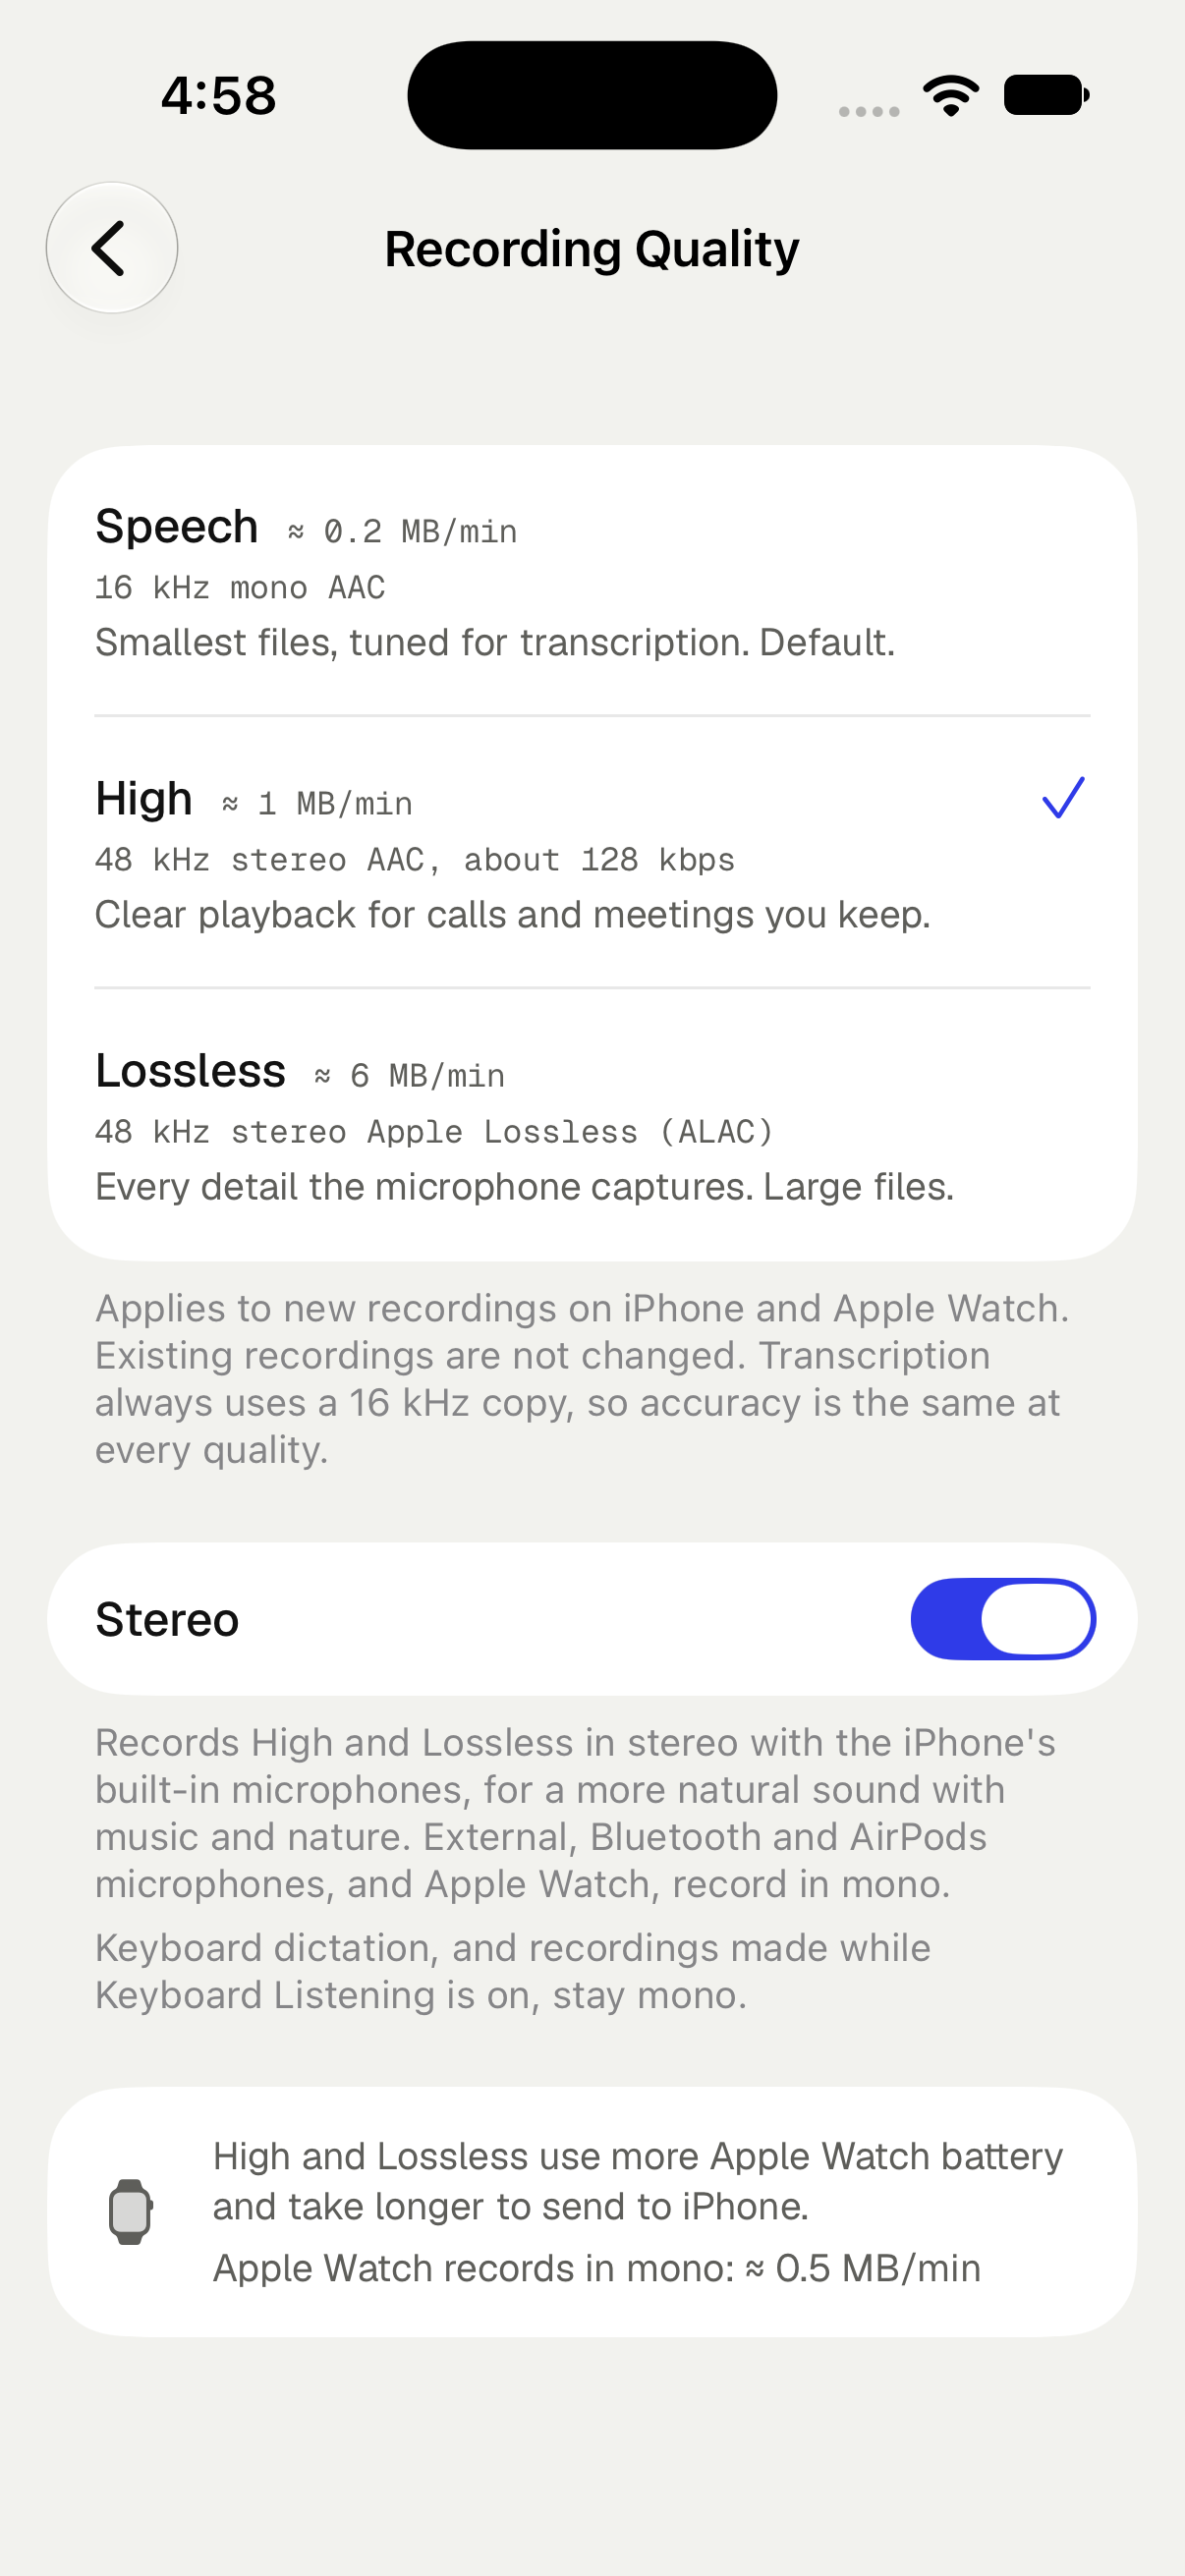 4:58
Recording Quality
Speech ≈ 0.2 MB/min
16 kHz mono AAC
Smallest files, tuned for transcription. Default.
High ≈ 1 MB/min
48 kHz stereo AAC, about 128 kbps
Clear playback for calls and meetings you keep.
Lossless ≈ 6 MB/min
48 kHz stereo Apple Lossless (ALAC)
Every detail the microphone captures. Large files.
Applies to new recordings on iPhone and Apple Watch.
Existing recordings are not changed. Transcription
always uses a 16 kHz copy, so accuracy is the same at
every quality.
Stereo
Records High and Lossless in stereo with the iPhone's
built-in microphones, for a more natural sound with
music and nature. External, Bluetooth and AirPods
microphones, and Apple Watch, record in mono.
Keyboard dictation, and recordings made while
Keyboard Listening is on, stay mono.
High and Lossless use more Apple Watch battery
and take longer to send to iPhone.
Apple Watch records in mono: ≈ 0.5 MB/min